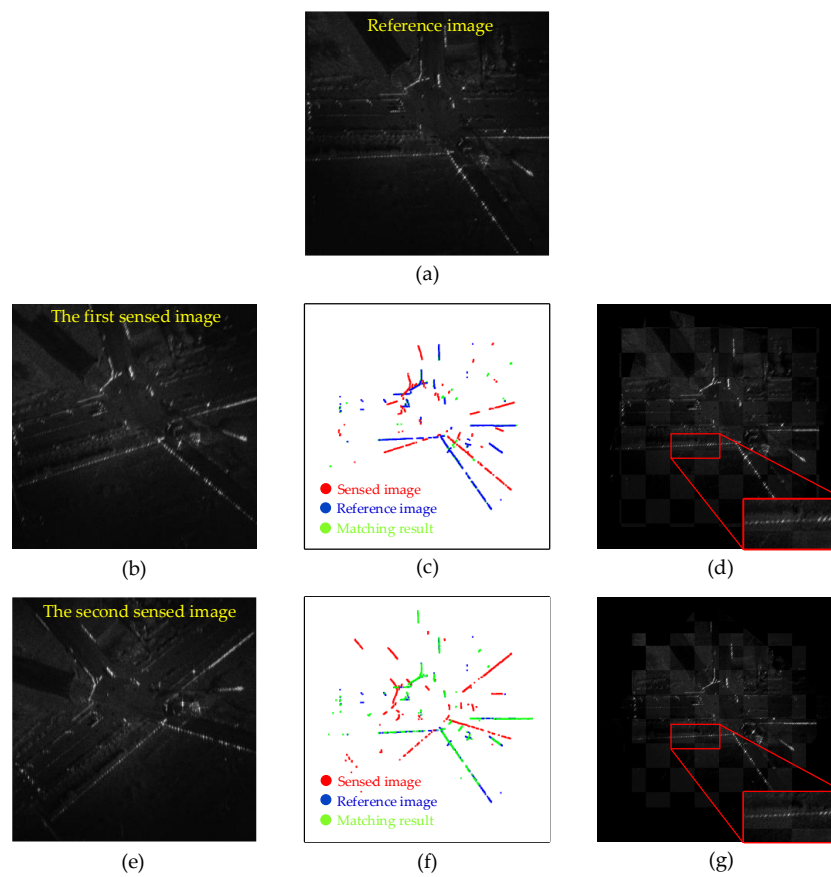 Reference image
(a)
The first sensed image
Sensed image
Reference image
Matching result
(b)
(c)
(d)
The second sensed image
Sensed image
Reference image
Matching result
(e)
(f)
(g)